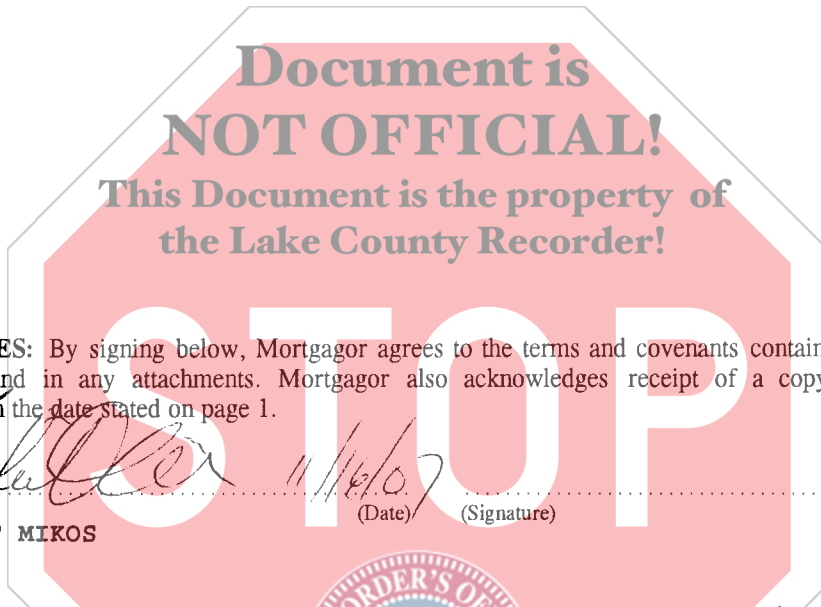 Document is
NOT OFFICIAL!
This Document is the property of
the Lake County Recorder!
STOP
ES: By signing below, Mortgagor agrees to the terms and covenants contain
nd in any attachments. Mortgagor also acknowledges receipt of a copy
the date stated on page 1.
11/16/07
(Date) (Signature)
MIKOS
ORDER'S OF